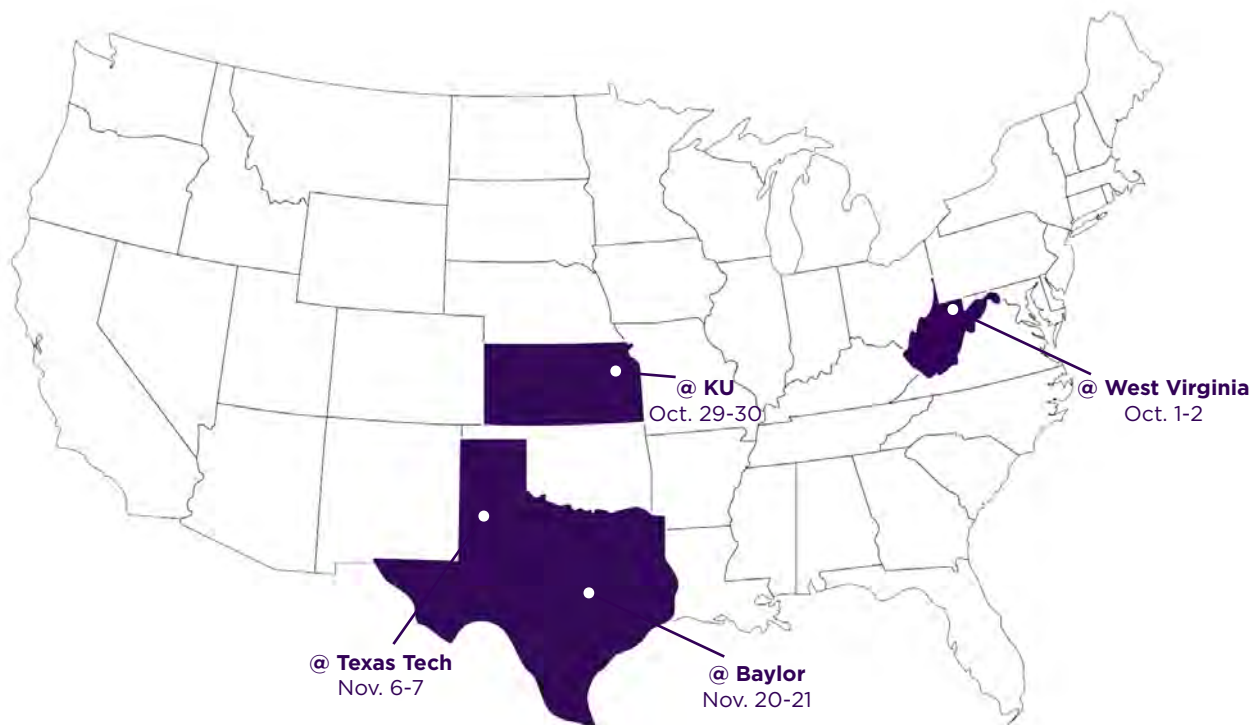 @ KU
Oct. 29-30
@ West Virginia
Oct. 1-2
@ Texas Tech
Nov. 6-7
@ Baylor
Nov. 20-21